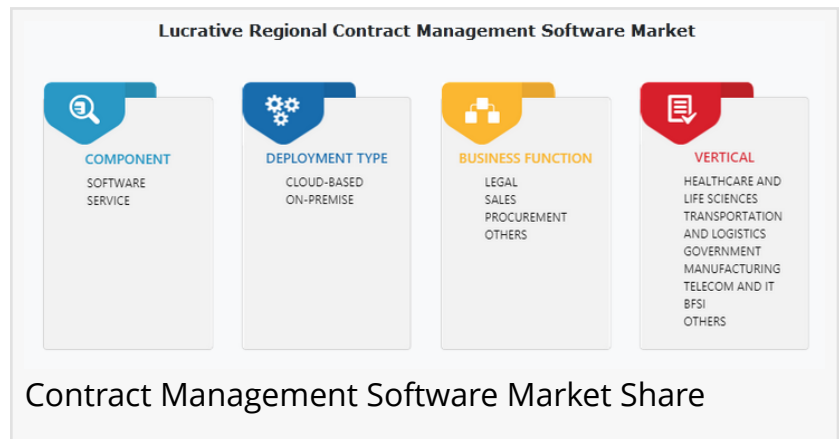 Lucrative Regional Contract Management Software Market
COMPONENT
SOFTWARE
SERVICE
DEPLOYMENT TYPE
CLOUD-BASED
ON-PREMISE
BUSINESS FUNCTION
LEGAL
SALES
PROCUREMENT
OTHERS
VERTICAL
HEALTHCARE AND
LIFE SCIENCES
TRANSPORTATION
AND LOGISTICS
GOVERNMENT
MANUFACTURING
TELECOM AND IT
BFSI
OTHERS
Contract Management Software Market Share